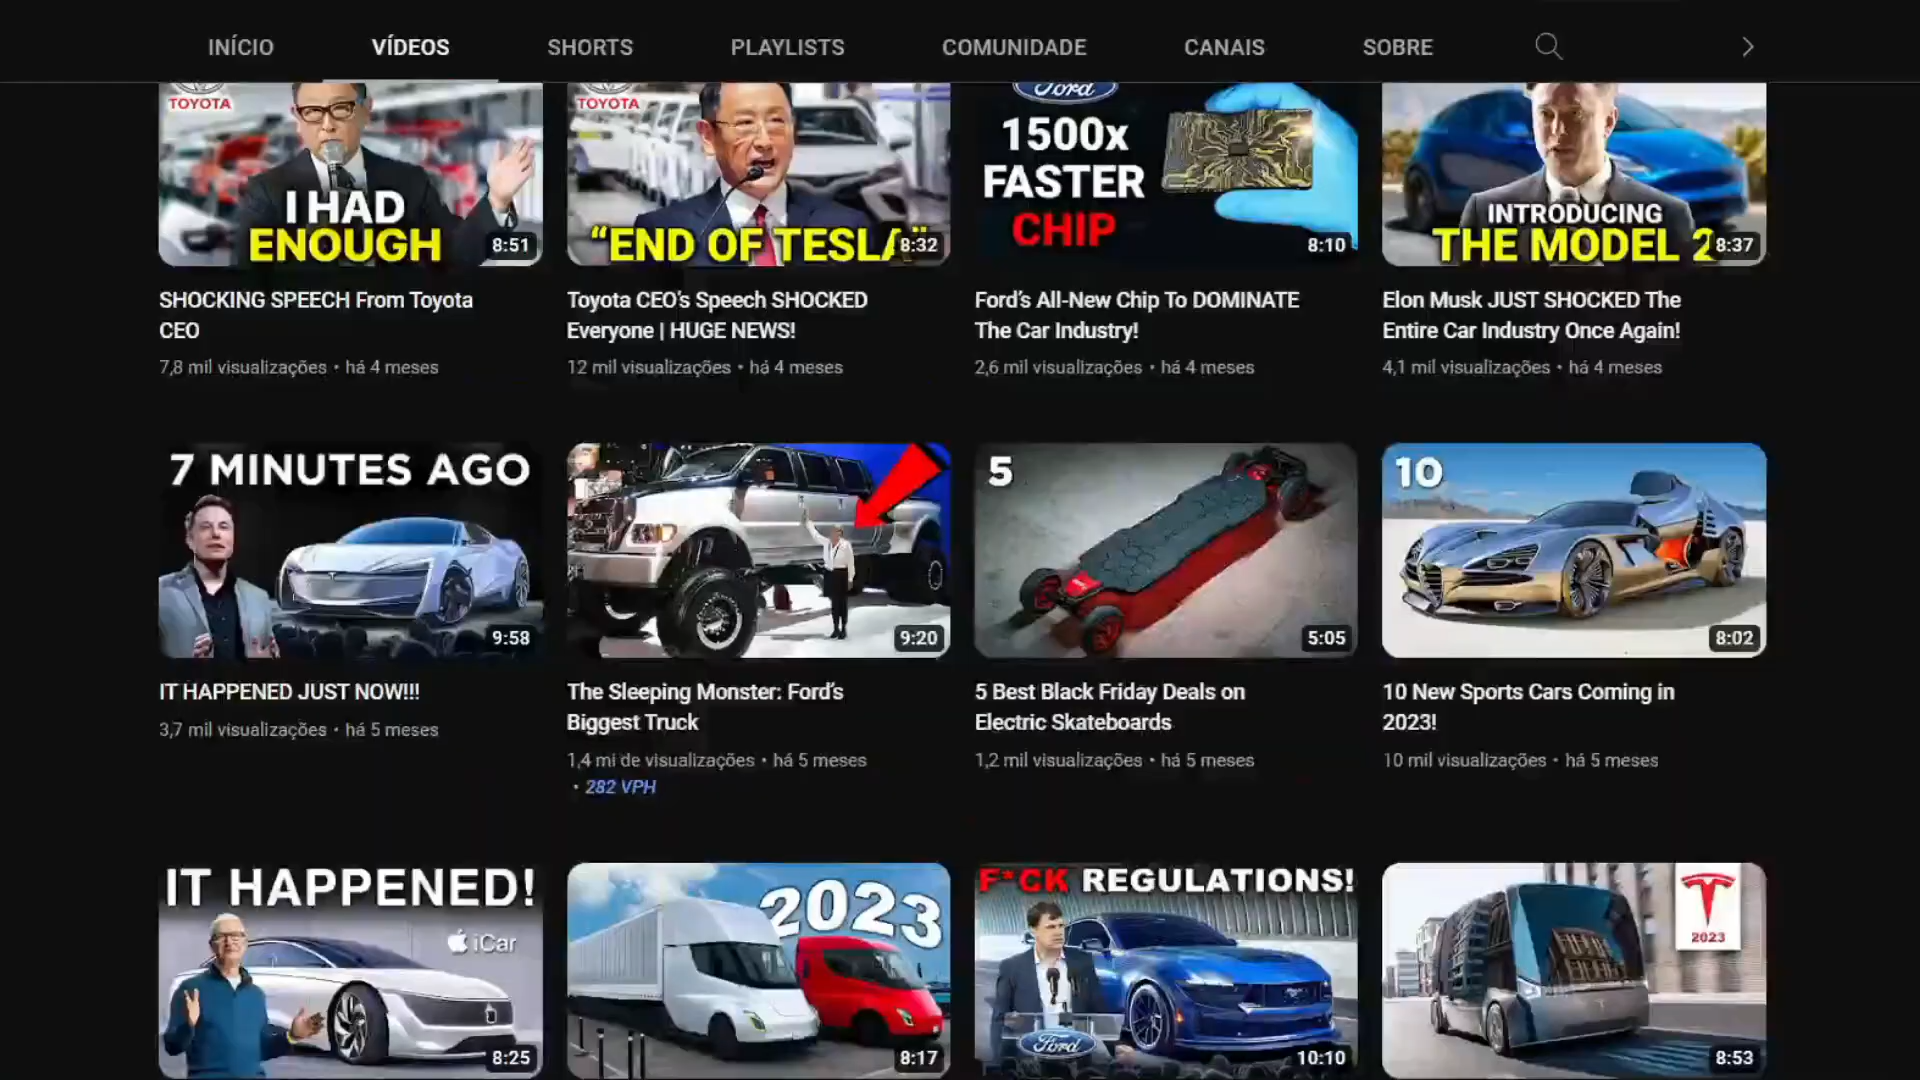 INÍCIO
VÍDEOS
SHORTS
PLAYLISTS
COMUNIDADE
CANAIS
SOBRE
TOYOTA
I HAD
ENOUGH
8:51
TOYOTA
“END OF TESLA”
8:32
Ford
1500x
FASTER
CHIP
8:10
INTRODUCING
THE MODEL 2
8:37
SHOCKING SPEECH From Toyota
CEO
7,8 mil visualizações • há 4 meses
Toyota CEO’s Speech SHOCKED
Everyone | HUGE NEWS!
12 mil visualizações • há 4 meses
Ford’s All-New Chip To DOMINATE
The Car Industry!
2,6 mil visualizações • há 4 meses
Elon Musk JUST SHOCKED The
Entire Car Industry Once Again!
4,1 mil visualizações • há 4 meses
7 MINUTES AGO
9:58
9:20
5
5:05
10
8:02
IT HAPPENED JUST NOW!!!
3,7 mil visualizações • há 5 meses
The Sleeping Monster: Ford’s
Biggest Truck
1,4 mi de visualizações • há 5 meses
• 282 VPH
5 Best Black Friday Deals on
Electric Skateboards
1,2 mil visualizações • há 5 meses
10 New Sports Cars Coming in
2023!
10 mil visualizações • há 5 meses
IT HAPPENED!
iCar
8:25
2023
8:17
F*CK REGULATIONS!
Ford
10:10
2023
8:53